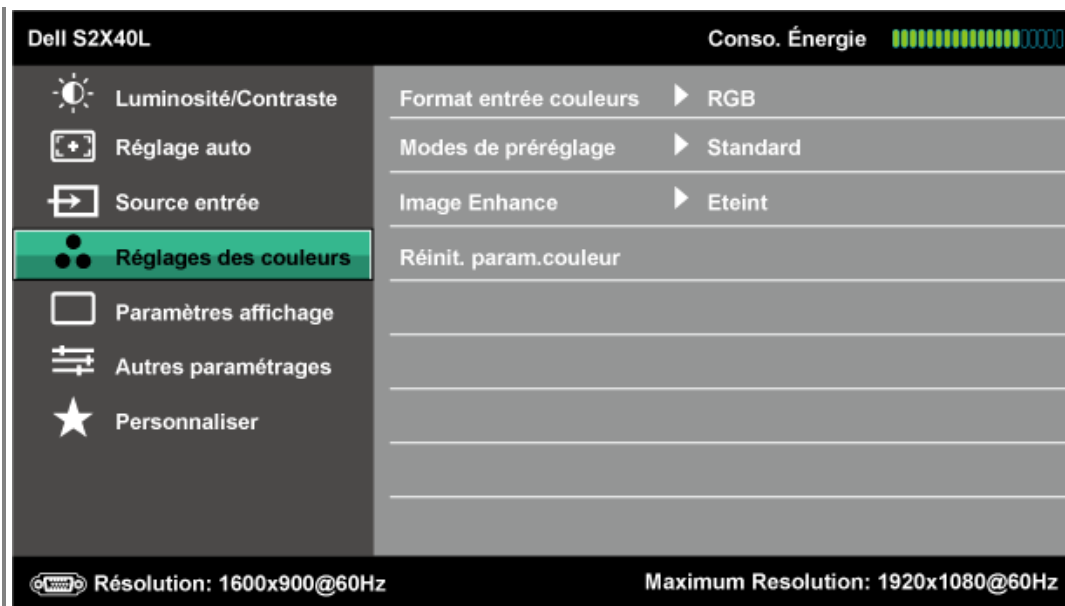 Dell S2X40L Conso. Énergie
Luminosité/Contraste Format entrée couleurs RGB
Réglage auto Modes de préréglage Standard
Source entrée Image Enhance Eteint
Réglages des couleurs Réinit. param.couleur
Paramètres affichage
Autres paramétrages
Personnaliser
Résolution: 1600x900@60Hz Maximum Resolution: 1920x1080@60Hz